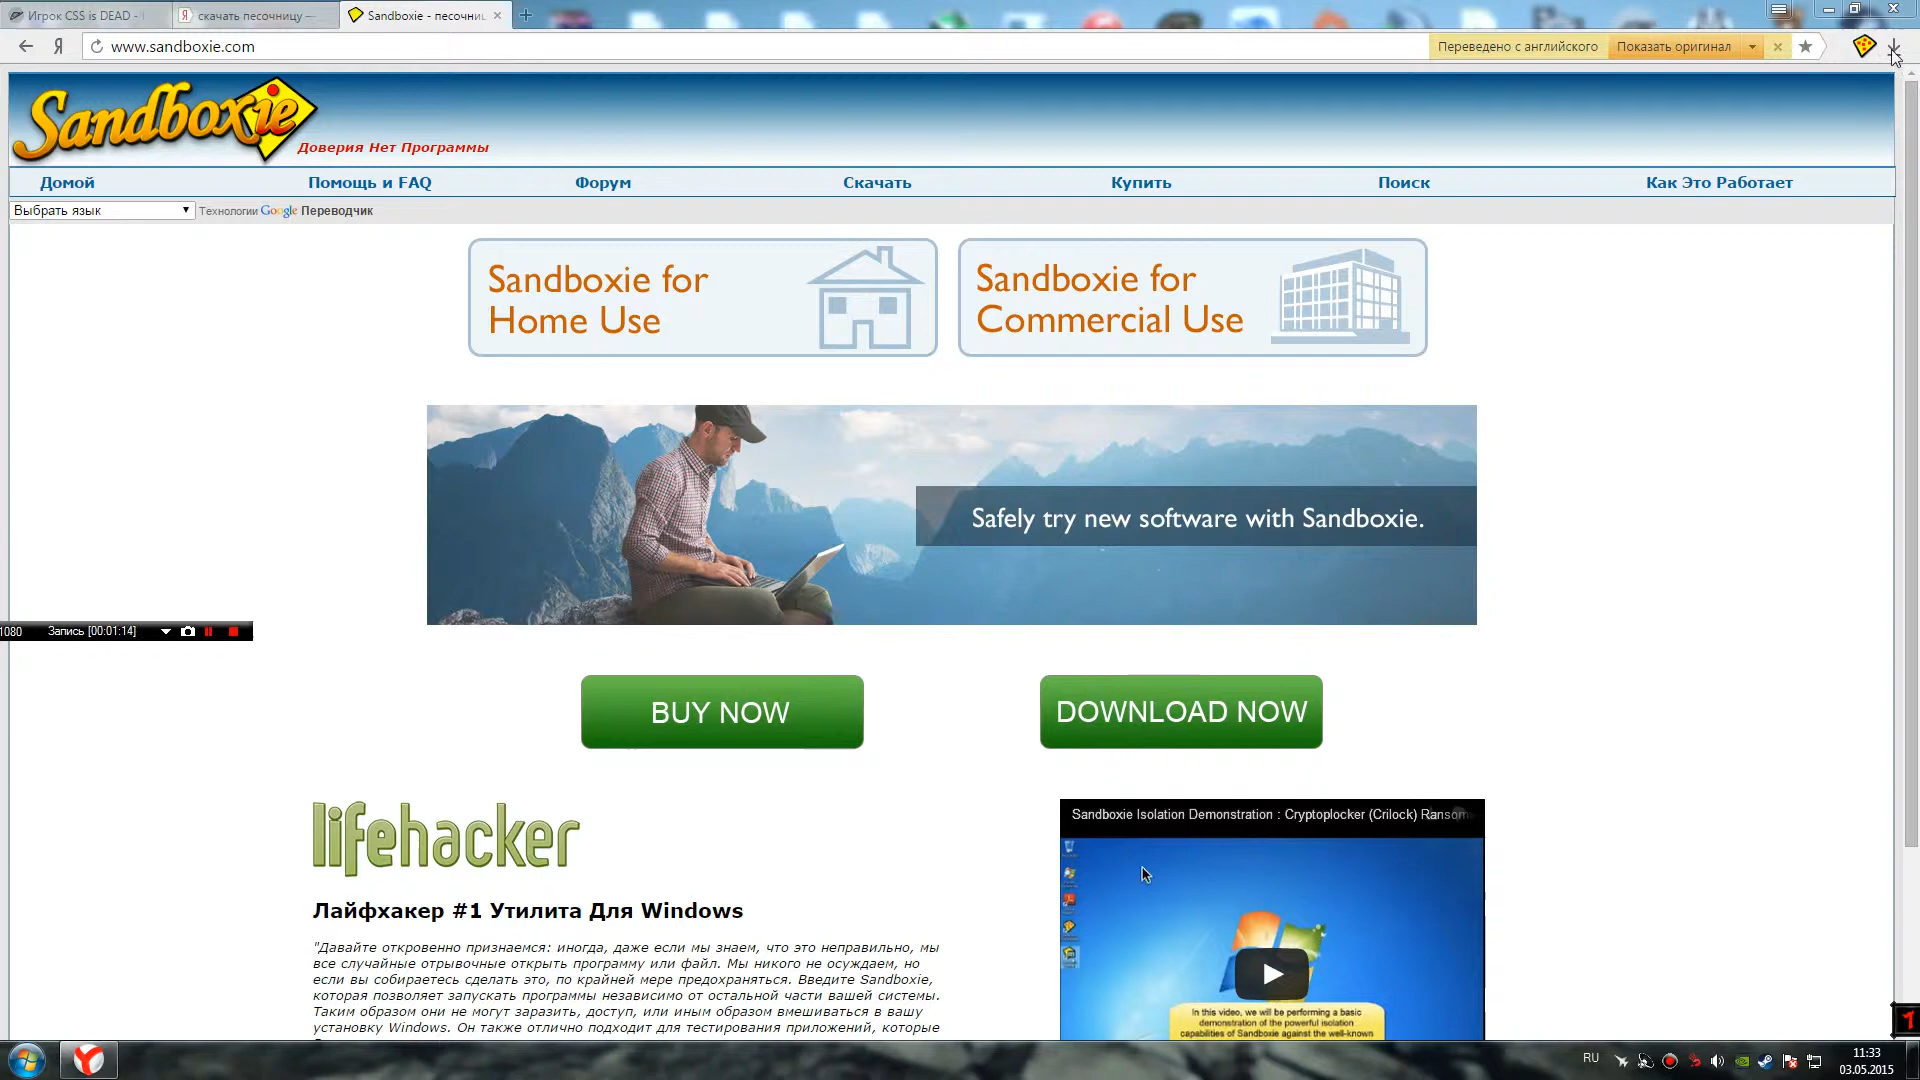 Игрок CSS is DEAD -
скачать песочницу —
Sandboxie - песочниц
www.sandboxie.com
Переведено с английского
Показать оригинал
Sandboxie
Доверия Нет Программы
Домой
Помощь и FAQ
Форум
Скачать
Купить
Поиск
Как Это Работает
Выбрать язык
Технологии Google Переводчик
Sandboxie for
Home Use
Sandboxie for
Commercial Use
Safely try new software with Sandboxie.
1080 Запись [00:01:14]
BUY NOW
DOWNLOAD NOW
lifehacker
Sandboxie Isolation Demonstration : Cryptoplocker (Crilock) Ransom
Лайфхакер #1 Утилита Для Windows
"Давайте откровенно признаемся: иногда, даже если мы знаем, что это неправильно, мы
все случайные отрывочные открыть программу или файл. Мы никого не осуждаем, но
если вы собираетесь сделать это, по крайней мере предохраняться. Введите Sandboxie,
которая позволяет запускать программы независимо от остальной части вашей системы.
Таким образом они не могут заразить, доступ, или иным образом вмешиваться в вашу
установку Windows. Он также отлично подходит для тестирования приложений, которые
In this video, we will be performing a basic
demonstration of the powerful isolation
capabilities of Sandboxie against the well-known
RU
11:33
03.05.2015